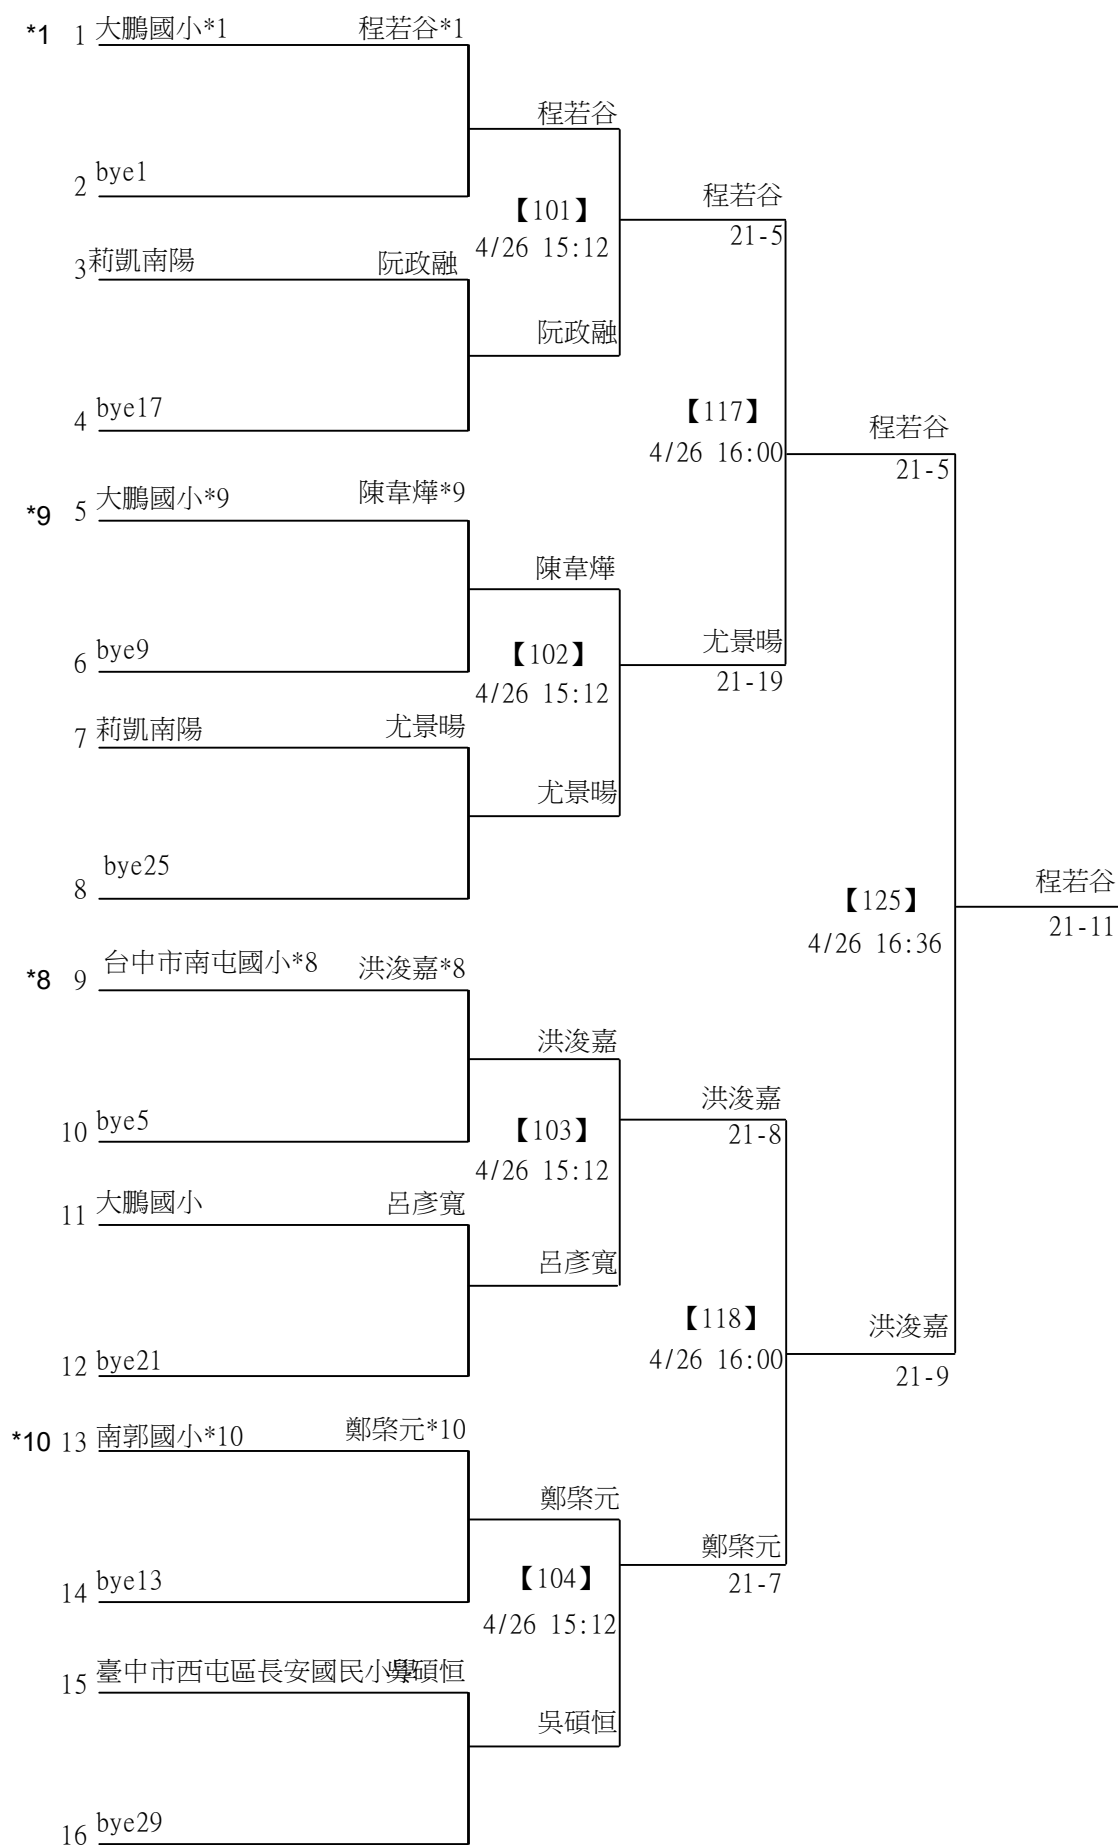 *1 1 大鵬國小*1 程若谷*1
程若谷
2 bye1
程若谷
【101】
21-5
4/26 15:12
3 莉凱南陽 阮政融
阮政融
4 bye17
【117】
程若谷
4/26 16:00
21-5
*9 5 大鵬國小*9 陳韋燁*9
陳韋燁
6 bye9
【102】
尤景暘
4/26 15:12
21-19
7 莉凱南陽 尤景暘
尤景暘
8 bye25
【125】
程若谷
4/26 16:36
21-11
*8 9 台中市南屯國小*8 洪浚嘉*8
洪浚嘉
洪浚嘉
10 bye5
【103】
21-8
4/26 15:12
11 大鵬國小 呂彥寬
呂彥寬
【118】
洪浚嘉
12 bye21
4/26 16:00
21-9
*10 13 南郭國小*10 鄭棨元*10
鄭棨元
鄭棨元
14 bye13
【104】
21-7
4/26 15:12
15 臺中市西屯區長安國民小學 吳碩恒
吳碩恒
16 bye29